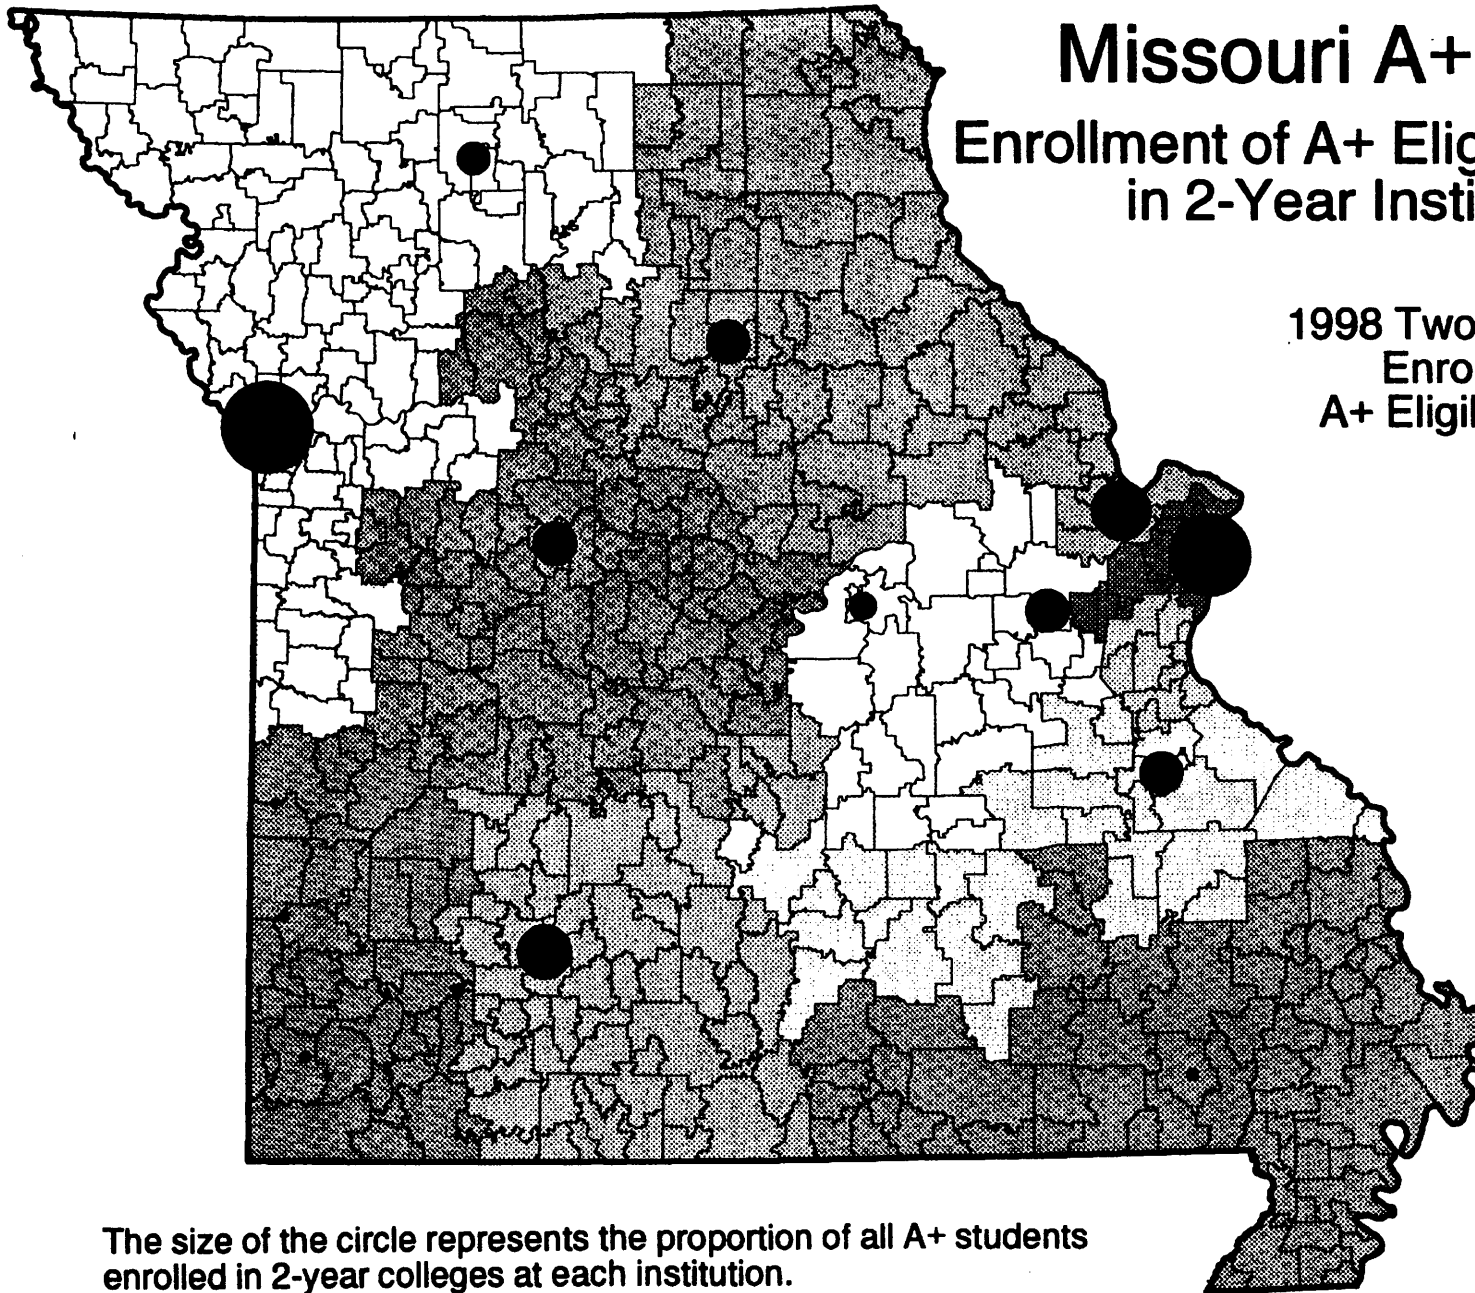 Missouri A+
Enrollment of A+ Elig
in 2-Year Insti
1998 Two
Enro
A+ Eligil
The size of the circle represents the proportion of all A+ students
enrolled in 2-year colleges at each institution.